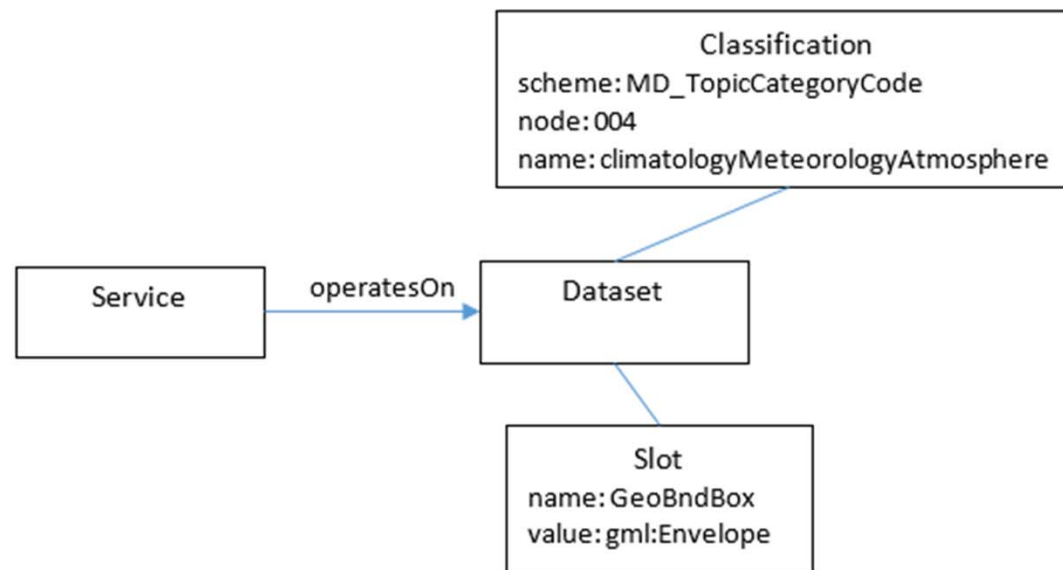 Classification
scheme: MD_TopicCategoryCode
node: 004
name: climatologyMeteorologyAtmosphere
Service
operatesOn
Dataset
Slot
name: GeoBndBox
value: gml:Envelope